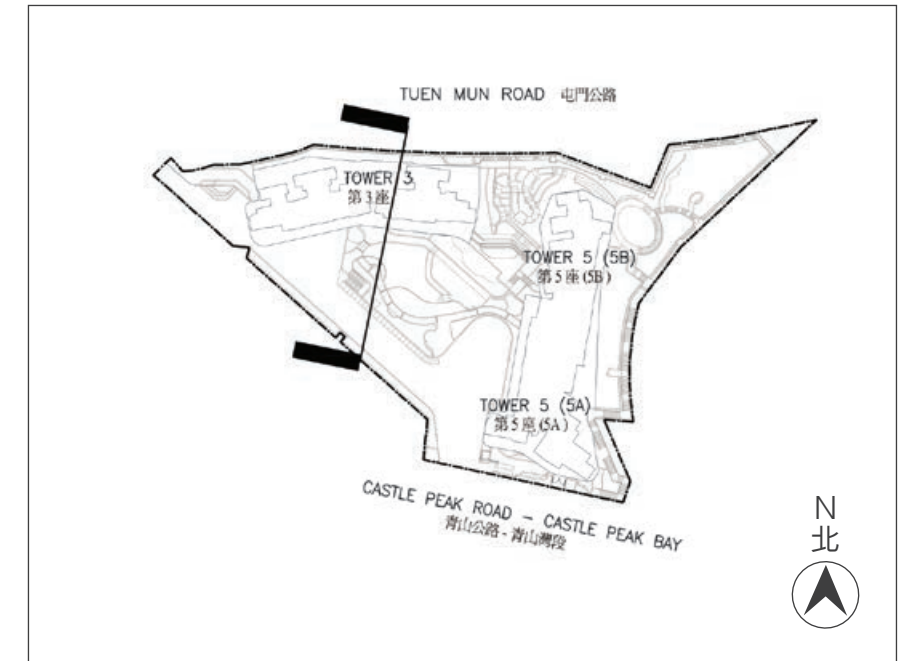 TUEN MUN ROAD 屯門公路
TOWER 3
第3座
TOWER 5 (5B)
第5座(5B)
TOWER 5 (5A)
第5座(5A)
CASTLE PEAK ROAD - CASTLE PEAK BAY
青山公路 - 青山灣段
N
北